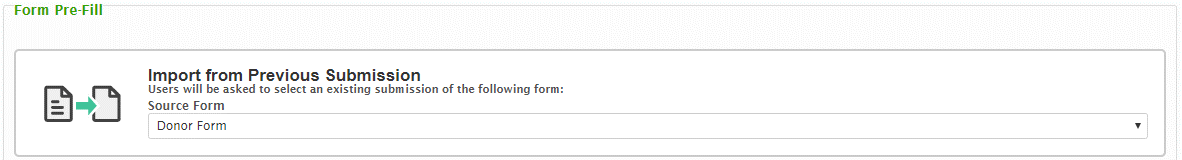 Form Pre-Fill
Import from Previous Submission
Users will be asked to select an existing submission of the following form:
Source Form
Donor Form